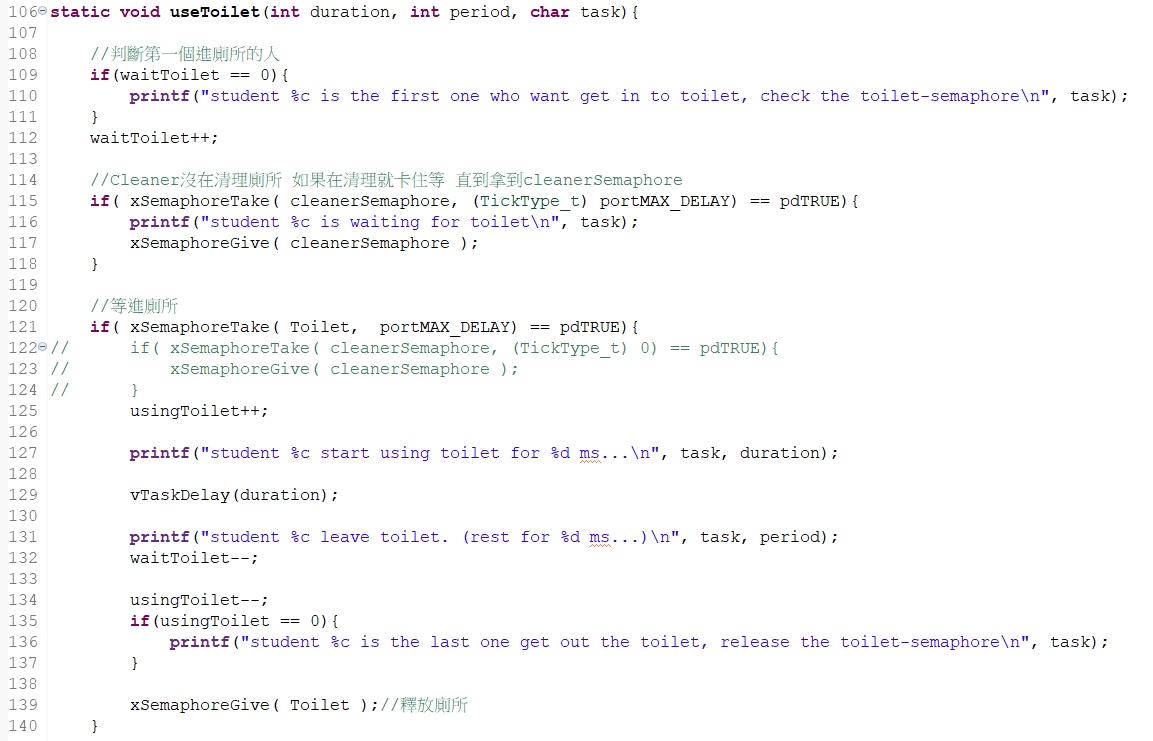 106 static void useToilet(int duration, int period, char task){
107
108     //判斷第一個進廁所的人
109     if(waitToilet == 0){
110         printf("student %c is the first one who want get in to toilet, check the toilet-semaphore\n", task);
111     }
112     waitToilet++;
113
114     //Cleaner沒在清理廁所 如果在清理就卡住等 直到拿到cleanerSemaphore
115     if( xSemaphoreTake( cleanerSemaphore, (TickType_t) portMAX_DELAY) == pdTRUE){
116         printf("student %c is waiting for toilet\n", task);
117         xSemaphoreGive( cleanerSemaphore );
118     }
119
120     //等進廁所
121     if( xSemaphoreTake( Toilet,  portMAX_DELAY) == pdTRUE){
122 //      if( xSemaphoreTake( cleanerSemaphore, (TickType_t) 0) == pdTRUE){
123 //          xSemaphoreGive( cleanerSemaphore );
124 //      }
125         usingToilet++;
126
127         printf("student %c start using toilet for %d ms...\n", task, duration);
128
129         vTaskDelay(duration);
130
131         printf("student %c leave toilet. (rest for %d ms...)\n", task, period);
132         waitToilet--;
133
134         usingToilet--;
135         if(usingToilet == 0){
136             printf("student %c is the last one get out the toilet, release the toilet-semaphore\n", task);
137         }
138
139         xSemaphoreGive( Toilet );//釋放廁所
140     }